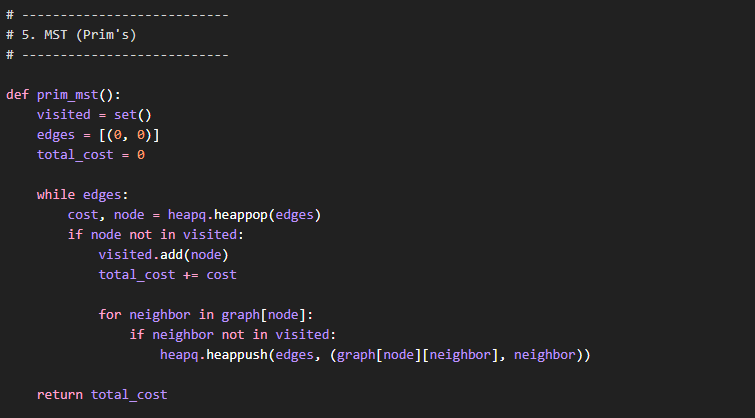 # ---------------------------
# 5. MST (Prim's)
# ---------------------------
def prim_mst():
    visited = set()
    edges = [(0, 0)]
    total_cost = 0
    while edges:
        cost, node = heapq.heappop(edges)
        if node not in visited:
            visited.add(node)
            total_cost += cost
            for neighbor in graph[node]:
                if neighbor not in visited:
                    heapq.heappush(edges, (graph[node][neighbor], neighbor))
    return total_cost